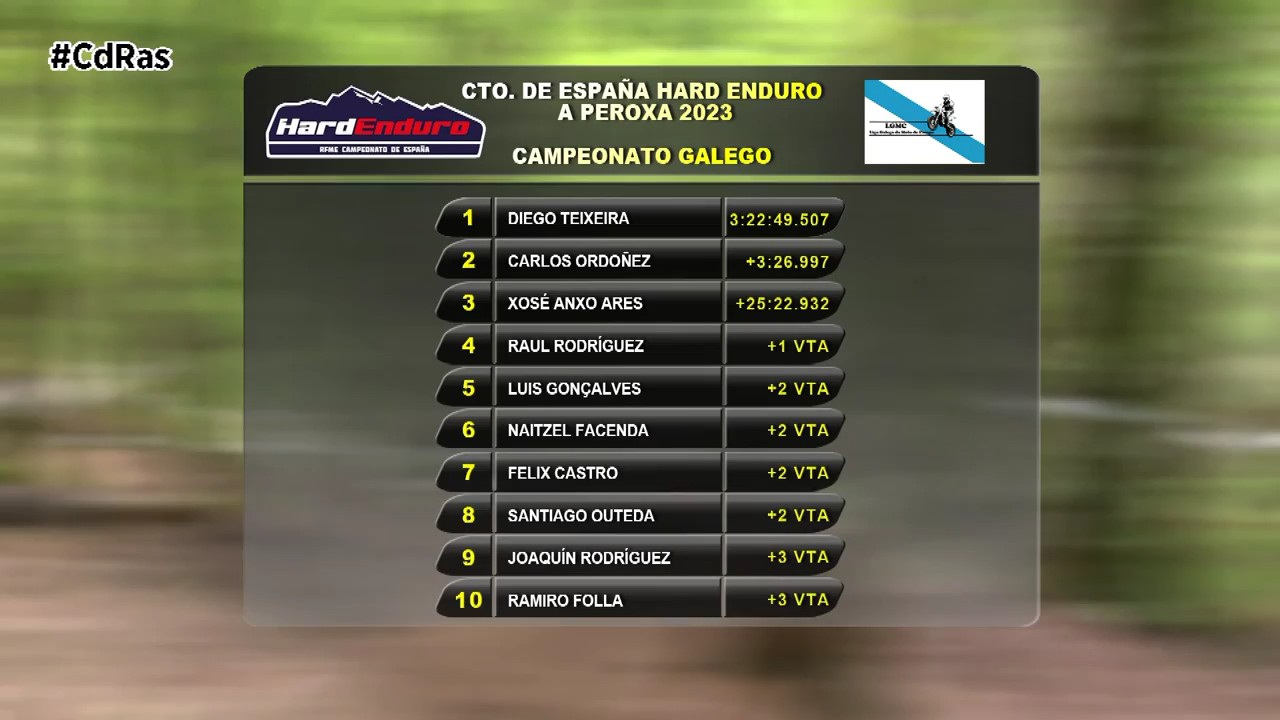 #CdRas
CTO. DE ESPAÑA HARD ENDURO
A PEROXA 2023
CAMPEONATO GALEGO
HardEnduro
RFME CAMPEONATO DE ESPAÑA
LGMC
1 DIEGO TEIXEIRA 3:22:49.507
2 CARLOS ORDOÑEZ +3:26.997
3 XOSÉ ANXO ARES +25:22.932
4 RAUL RODRÍGUEZ +1 VTA
5 LUIS GONÇALVES +2 VTA
6 NAITZEL FACENDA +2 VTA
7 FELIX CASTRO +2 VTA
8 SANTIAGO OUTEDA +2 VTA
9 JOAQUÍN RODRÍGUEZ +3 VTA
10 RAMIRO FOLLA +3 VTA